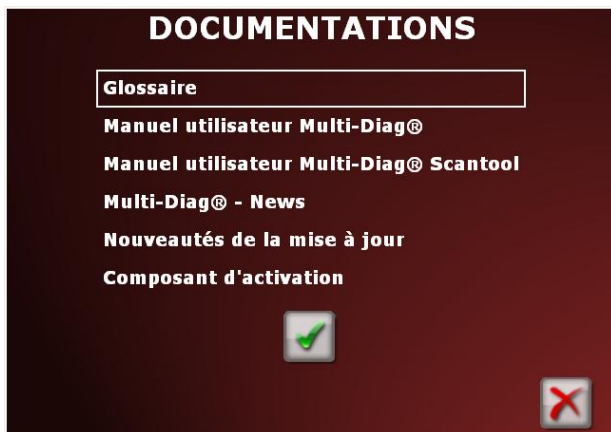 DOCUMENTATIONS
Glossaire
Manuel utilisateur Multi-Diag®
Manuel utilisateur Multi-Diag® Scantool
Multi-Diag® - News
Nouveautés de la mise à jour
Composant d'activation